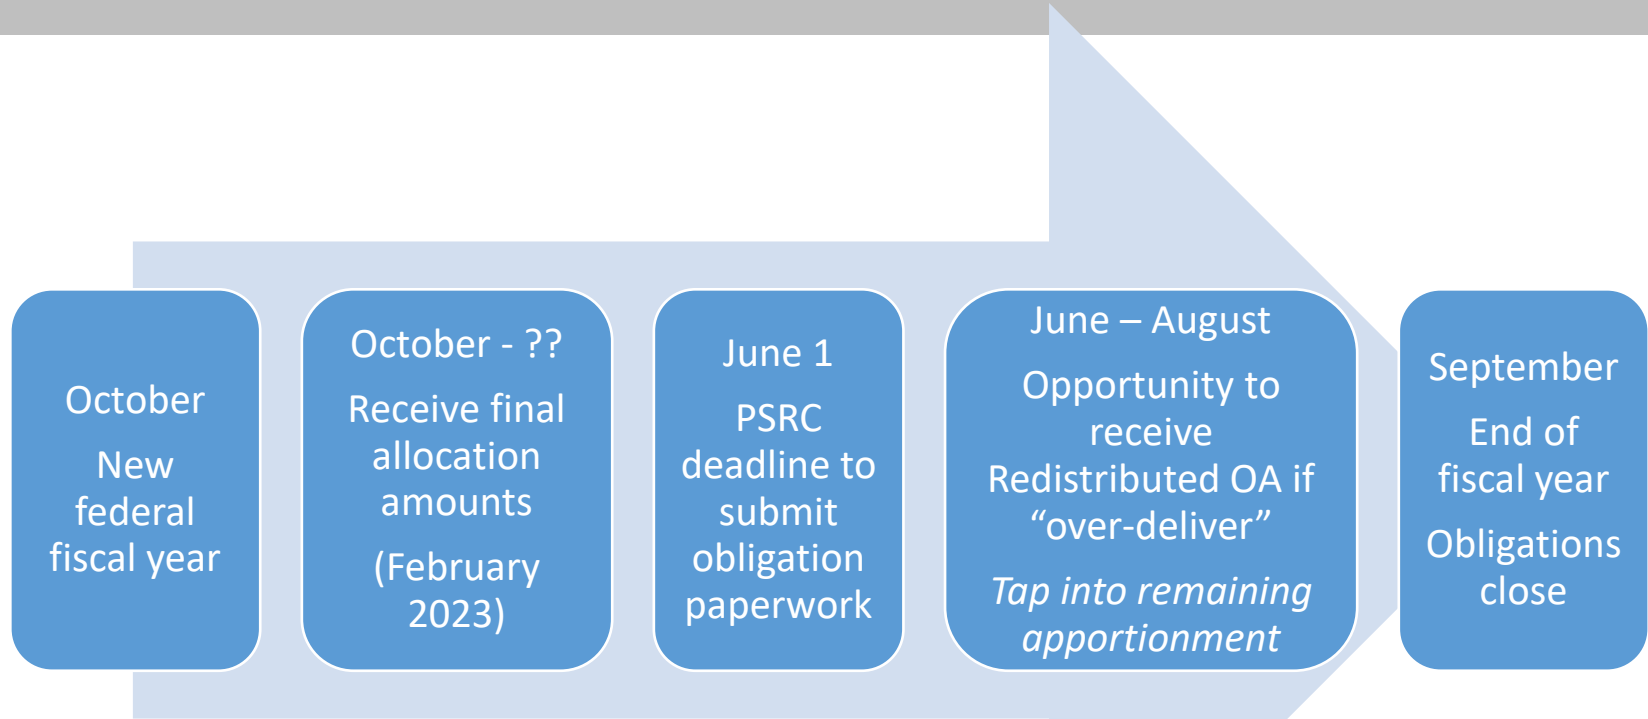 October
New
federal
fiscal year
October - ??
Receive final
allocation
amounts
(February
2023)
June 1
PSRC
deadline to
submit
obligation
paperwork
June – August
Opportunity to
receive
Redistributed OA if
“over-deliver”
Tap into remaining
apportionment
September
End of
fiscal year
Obligations
close